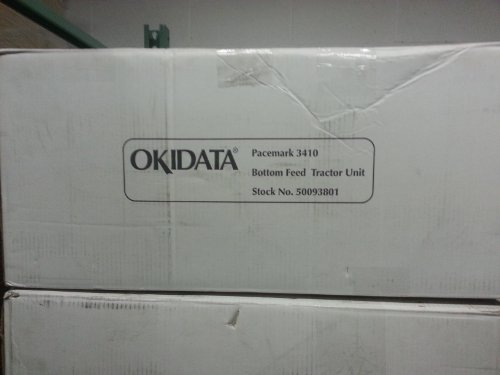 OKIDATA®
Pacemark 3410
Bottom Feed Tractor Unit
Stock No. 50093801